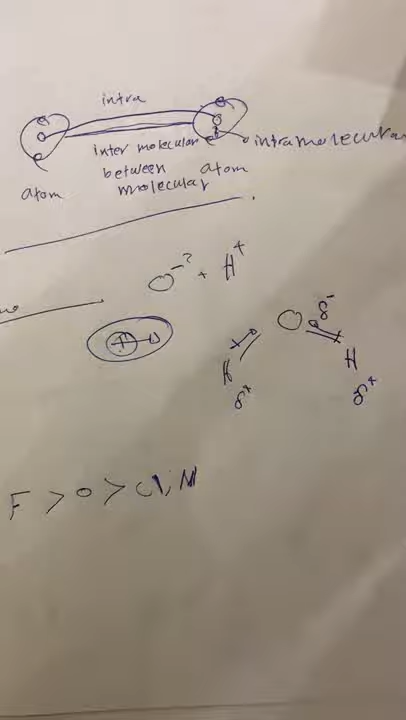 intra
inter molecular intramolecular
between atom
atom molecular
O⁻² + H⁺
O δ⁻
H H
δ⁺ δ⁺
F > O > Cl, N